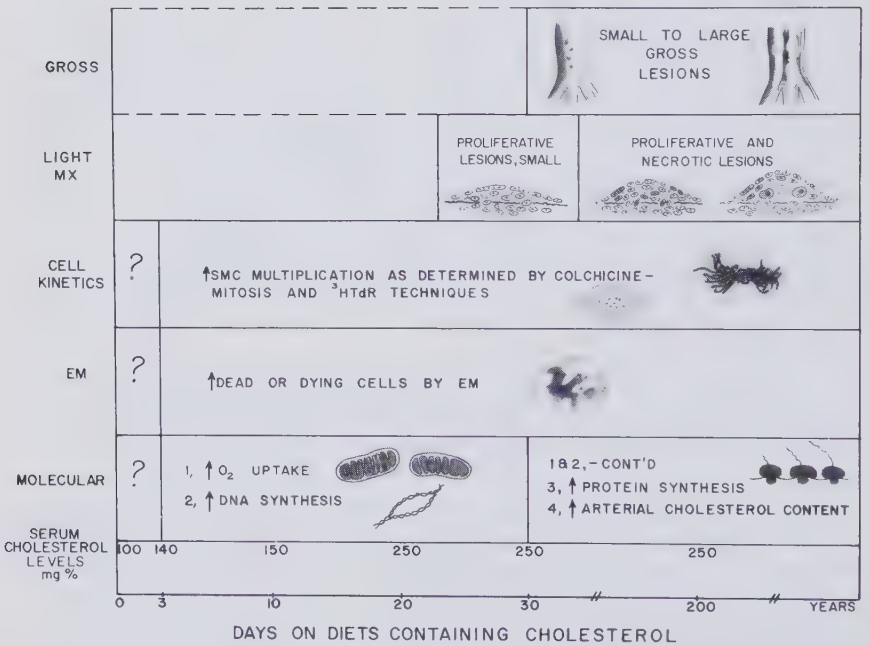 GROSS
SMALL TO LARGE
GROSS
LESIONS
LIGHT
MX
PROLIFERATIVE
LESIONS, SMALL
PROLIFERATIVE AND
NECROTIC LESIONS
CELL
KINETICS
?
↑SMC MULTIPLICATION AS DETERMINED BY COLCHICINE-
MITOSIS AND ³HTdR TECHNIQUES
EM
?
↑DEAD OR DYING CELLS BY EM
MOLECULAR
?
1, ↑ O₂ UPTAKE
2, ↑ DNA SYNTHESIS
1&2,-CONT'D
3, ↑ PROTEIN SYNTHESIS
4, ↑ ARTERIAL CHOLESTEROL CONTENT
SERUM
CHOLESTEROL
LEVELS
mg %
100 140 150 250 250 250
0 3 10 20 30 200 YEARS
DAYS ON DIETS CONTAINING CHOLESTEROL